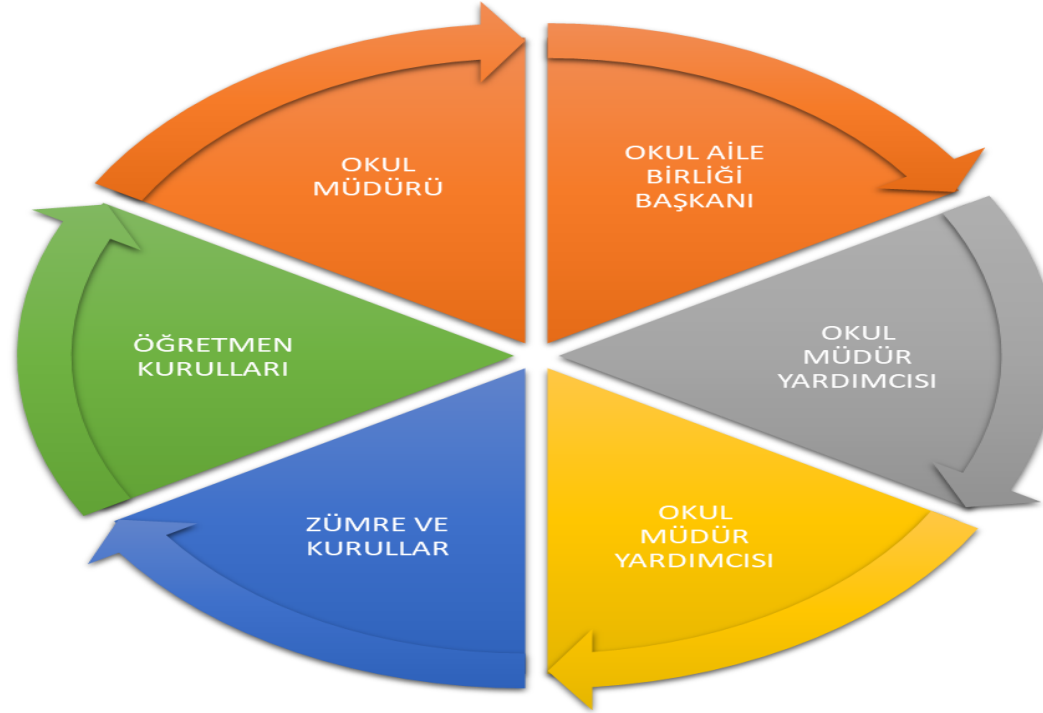 OKUL
MÜDÜRÜ
OKUL AİLE
BİRLİĞİ
BAŞKANI
OKUL
MÜDÜR
YARDIMCISI
OKUL
MÜDÜR
YARDIMCISI
ZÜMRE VE
KURULLAR
ÖĞRETMEN
KURULLARI